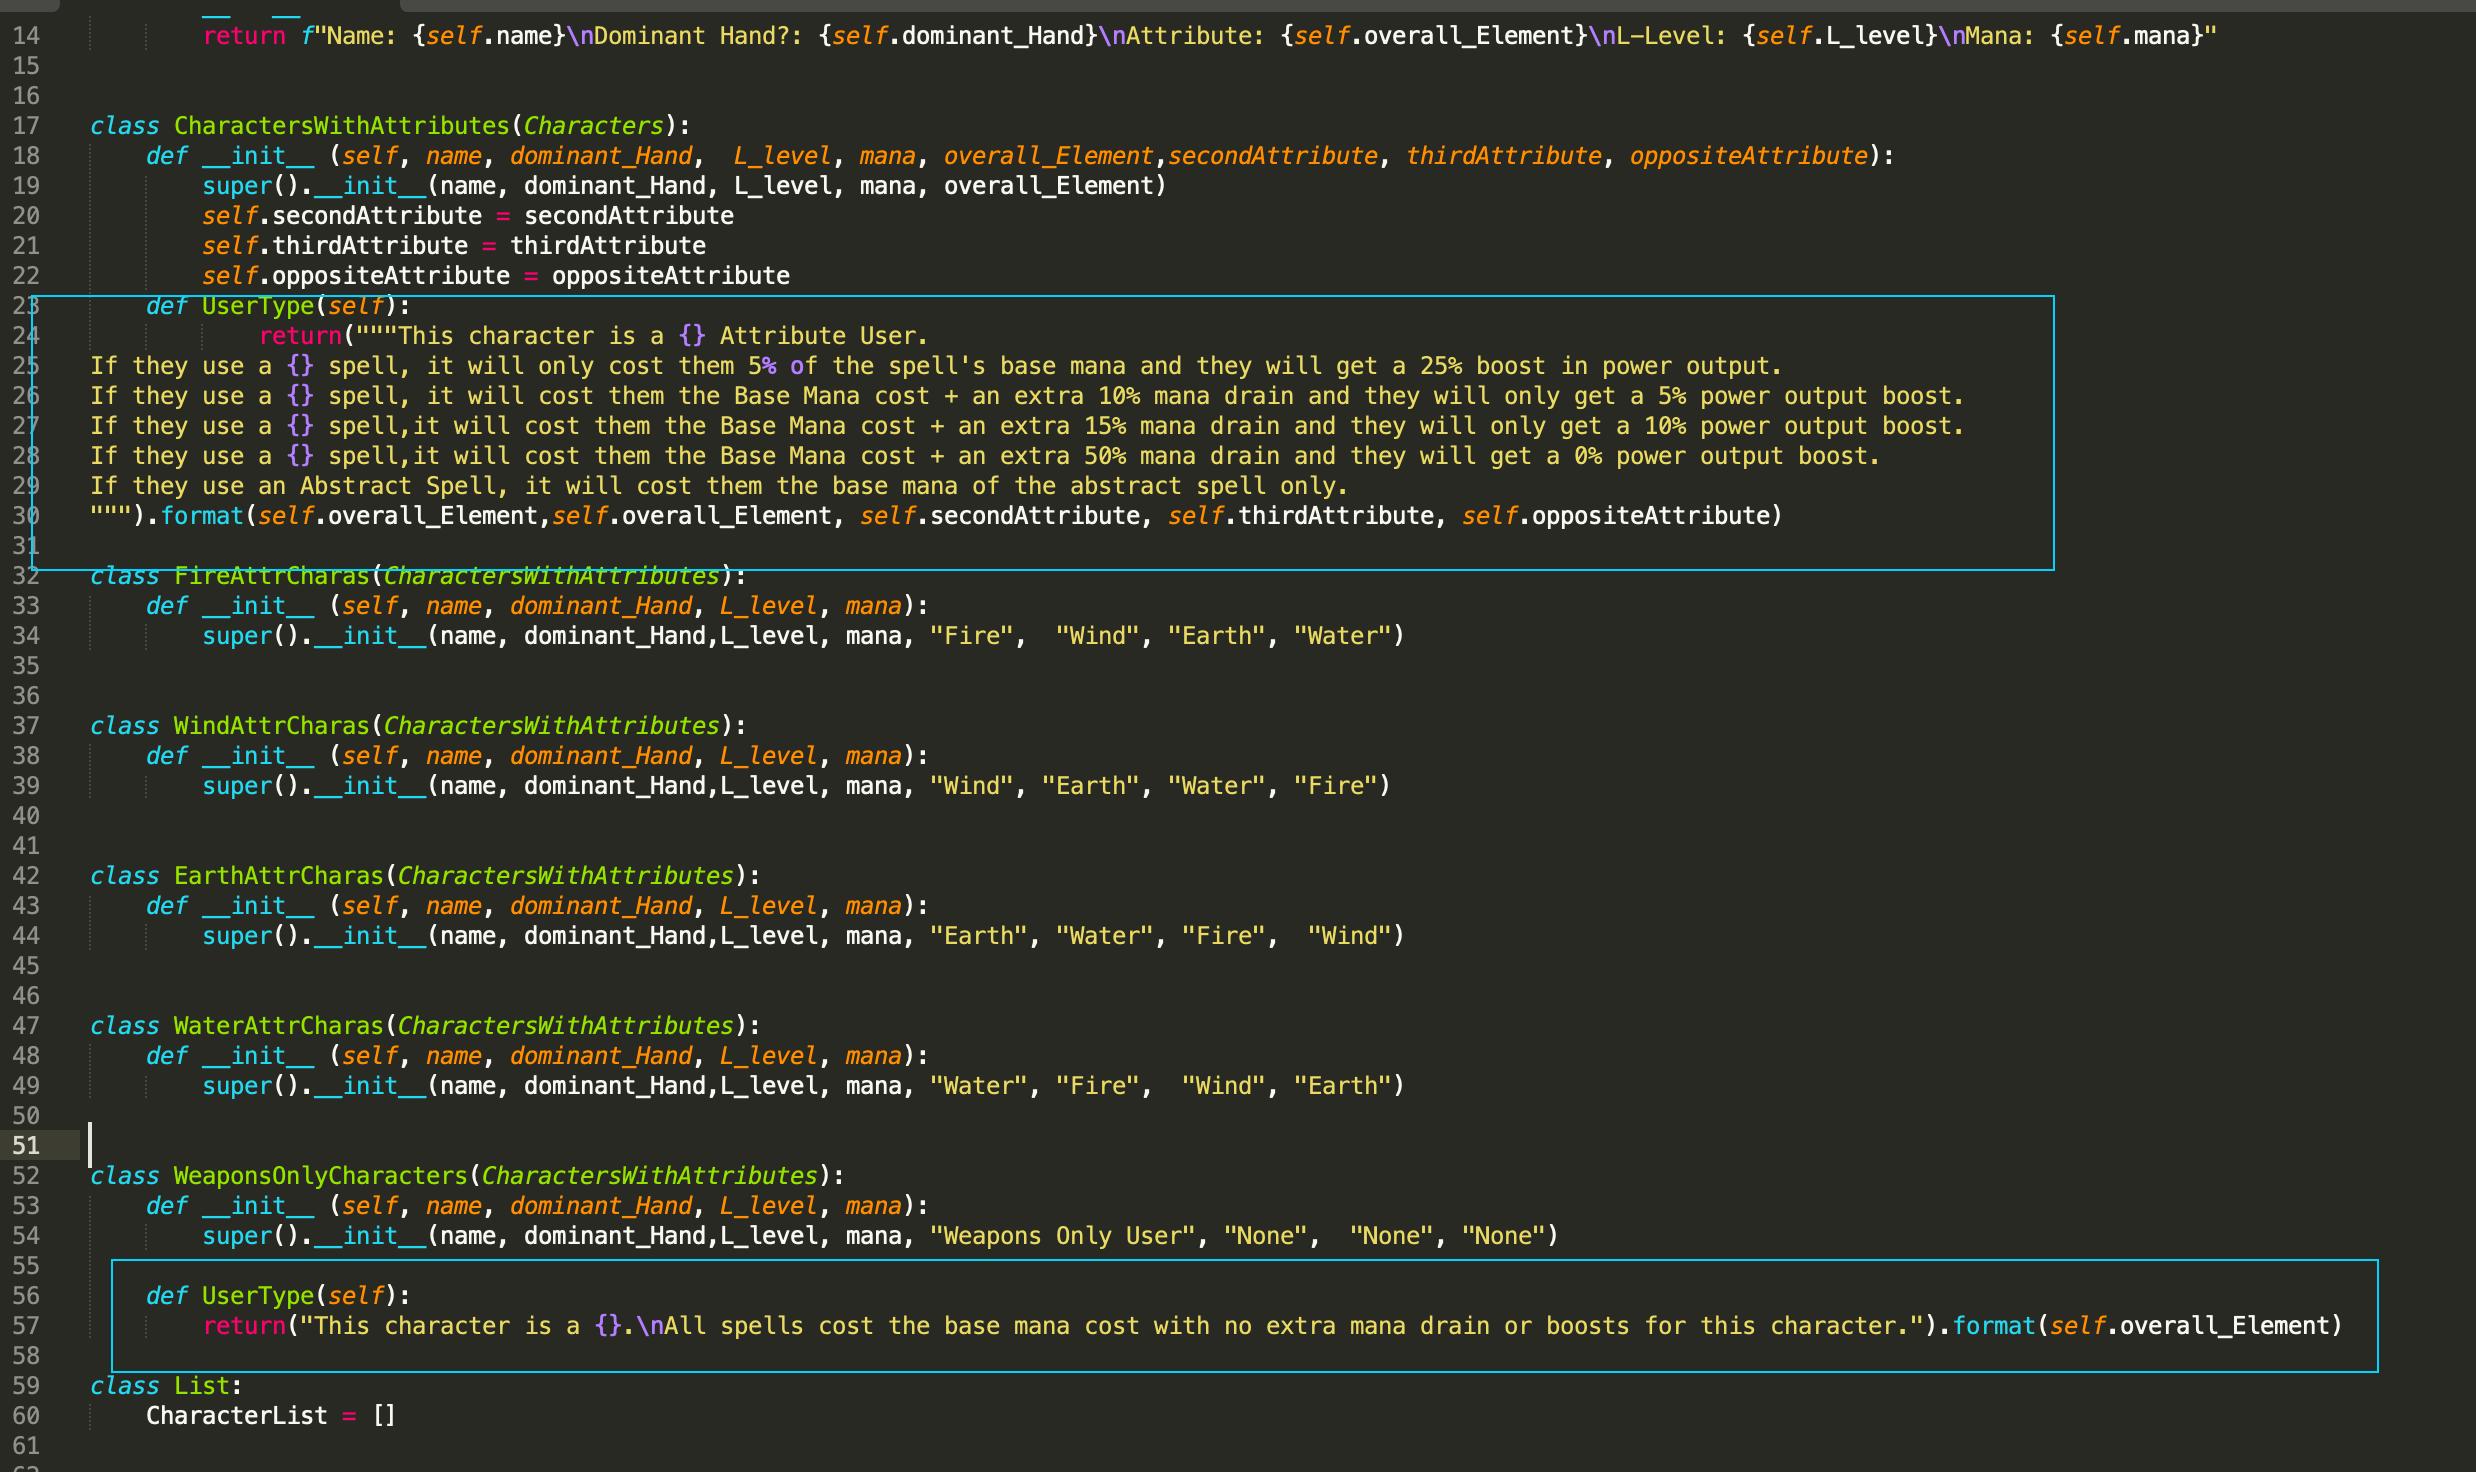 14 return f"Name: {self.name}\nDominant Hand?: {self.dominant_Hand}\nAttribute: {self.overall_Element}\nL-Level: {self.L_level}\nMana: {self.mana}"
15
16
17 class CharactersWithAttributes(Characters):
18 def __init__ (self, name, dominant_Hand,  L_level, mana, overall_Element,secondAttribute, thirdAttribute, oppositeAttribute):
19 super().__init__(name, dominant_Hand, L_level, mana, overall_Element)
20 self.secondAttribute = secondAttribute
21 self.thirdAttribute = thirdAttribute
22 self.oppositeAttribute = oppositeAttribute
23 def UserType(self):
24 return("""This character is a {} Attribute User.
25 If they use a {} spell, it will only cost them 5% of the spell's base mana and they will get a 25% boost in power output.
26 If they use a {} spell, it will cost them the Base Mana cost + an extra 10% mana drain and they will only get a 5% power output boost.
27 If they use a {} spell,it will cost them the Base Mana cost + an extra 15% mana drain and they will only get a 10% power output boost.
28 If they use a {} spell,it will cost them the Base Mana cost + an extra 50% mana drain and they will get a 0% power output boost.
29 If they use an Abstract Spell, it will cost them the base mana of the abstract spell only.
30 """).format(self.overall_Element,self.overall_Element, self.secondAttribute, self.thirdAttribute, self.oppositeAttribute)
31
32 class FireAttrCharas(CharactersWithAttributes):
33 def __init__ (self, name, dominant_Hand, L_level, mana):
34 super().__init__(name, dominant_Hand,L_level, mana, "Fire",  "Wind", "Earth", "Water")
35
36
37 class WindAttrCharas(CharactersWithAttributes):
38 def __init__ (self, name, dominant_Hand, L_level, mana):
39 super().__init__(name, dominant_Hand,L_level, mana, "Wind", "Earth", "Water", "Fire")
40
41
42 class EarthAttrCharas(CharactersWithAttributes):
43 def __init__ (self, name, dominant_Hand, L_level, mana):
44 super().__init__(name, dominant_Hand,L_level, mana, "Earth", "Water", "Fire",  "Wind")
45
46
47 class WaterAttrCharas(CharactersWithAttributes):
48 def __init__ (self, name, dominant_Hand, L_level, mana):
49 super().__init__(name, dominant_Hand,L_level, mana, "Water", "Fire",  "Wind", "Earth")
50
51
52 class WeaponsOnlyCharacters(CharactersWithAttributes):
53 def __init__ (self, name, dominant_Hand, L_level, mana):
54 super().__init__(name, dominant_Hand,L_level, mana, "Weapons Only User", "None",  "None", "None")
55
56 def UserType(self):
57 return("This character is a {}.\nAll spells cost the base mana cost with no extra mana drain or boosts for this character.").format(self.overall_Element)
58
59 class List:
60 CharacterList = []
61